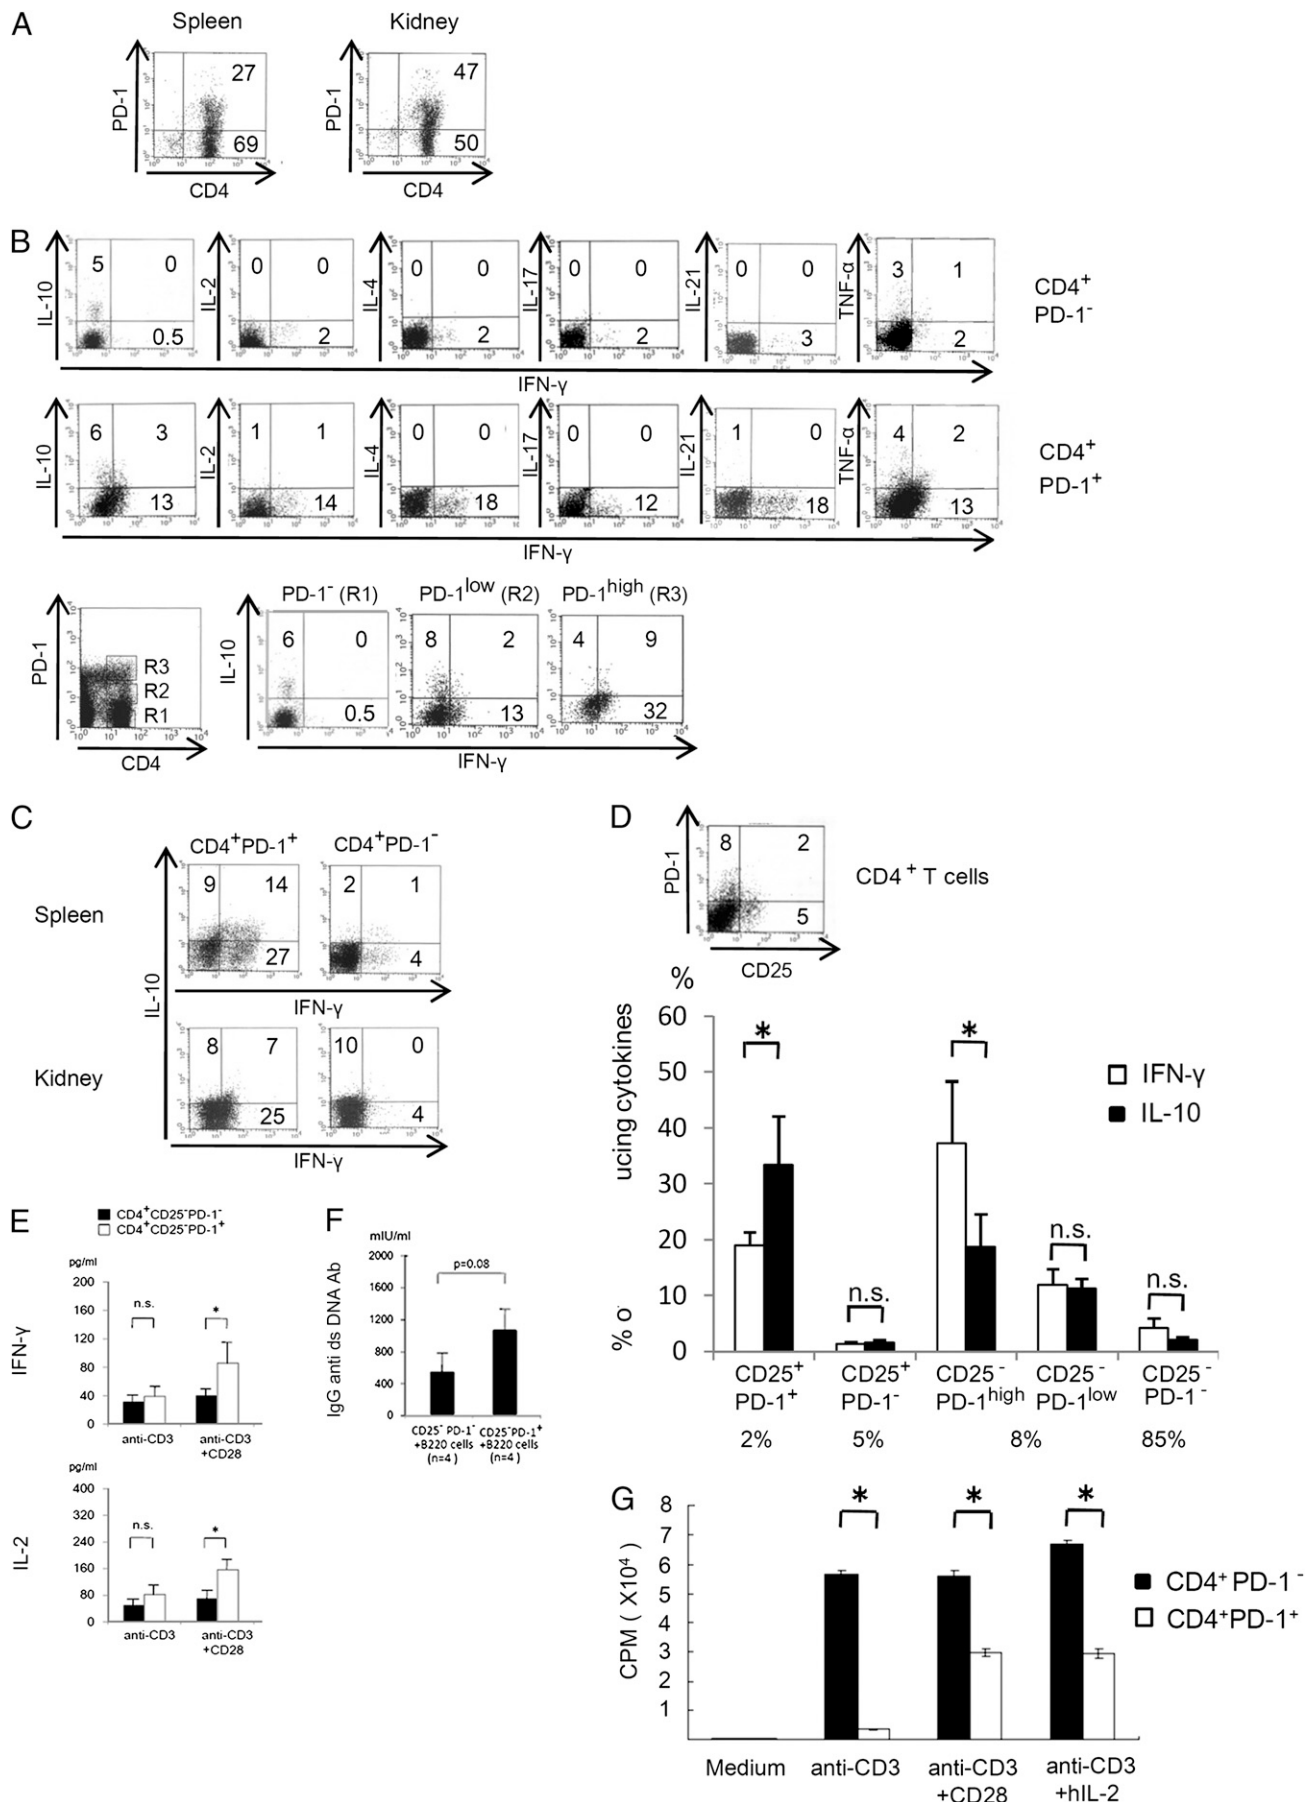 A
Spleen
Kidney
PD-1
27
69
CD4
PD-1
47
50
CD4
B
IL-10
5 0
0.5
IL-2
0 0
2
IL-4
0 0
2
IL-17
0 0
2
IL-21
0 0
3
TNF-α
3 1
2
CD4⁺
PD-1⁻
IFN-γ
IL-10
6 3
13
IL-2
1 1
14
IL-4
0 0
18
IL-17
0 0
12
IL-21
1 0
18
TNF-α
4 2
13
CD4⁺
PD-1⁺
IFN-γ
PD-1
R3
R2
R1
CD4
IL-10
PD-1⁻ (R1)
6 0
0.5
PD-1low (R2)
8 2
13
PD-1high (R3)
4 9
32
IFN-γ
C
CD4⁺PD-1⁺
CD4⁺PD-1⁻
IL-10
Spleen
9 14
27
2 1
4
IFN-γ
Kidney
8 7
25
10 0
4
IFN-γ
D
PD-1
8 2
5
CD25
CD4⁺ T cells
%
ucing cytokines
% o
60
50
40
30
20
10
0
*
n.s.
*
n.s.
n.s.
IFN-γ
IL-10
CD25⁺ CD25⁺ CD25⁻ CD25⁻ CD25⁻
PD-1⁺ PD-1⁻ PD-1high PD-1low PD-1⁻
2% 5% 8% 85%
E
CD4⁺CD25⁻PD-1⁻
CD4⁺CD25⁻PD-1⁺
pg/ml
IFN-γ
200
160
120
80
40
0
n.s.
*
anti-CD3 anti-CD3
+CD28
pg/ml
IL-2
400
320
240
160
80
0
n.s.
*
anti-CD3 anti-CD3
+CD28
F
mIU/ml
IgG anti ds DNA Ab
2000
1600
1200
800
400
0
p=0.08
CD25⁻PD-1⁻ CD25⁻PD-1⁺
+B220 cells +B220 cells
(n=4) (n=4)
G
CPM ( X10⁴ )
8
7
6
5
4
3
2
1
*
*
*
CD4⁺PD-1⁻
CD4⁺PD-1⁺
Medium anti-CD3 anti-CD3 anti-CD3
+CD28 +hIL-2